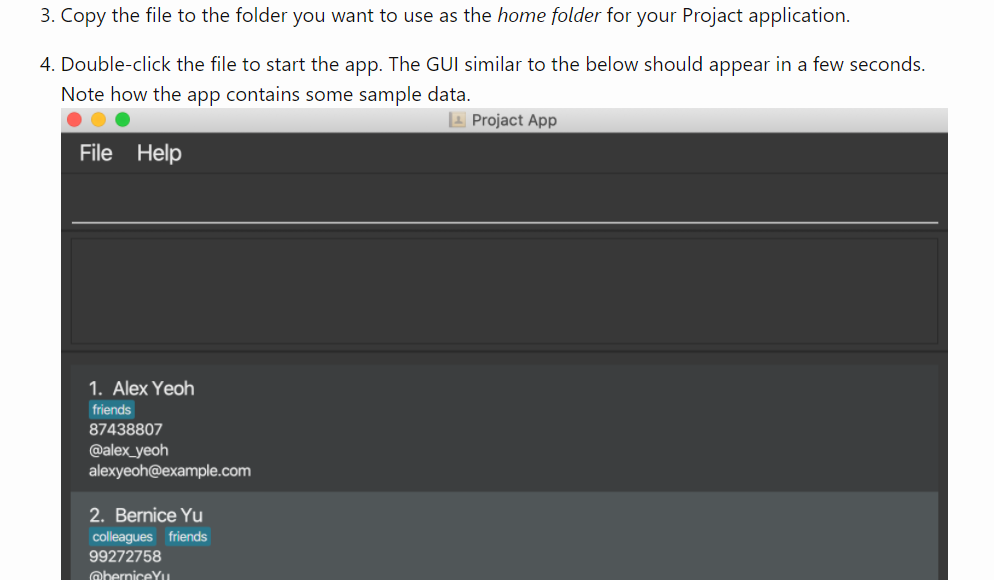 3. Copy the file to the folder you want to use as the home folder for your Projact application.
4. Double-click the file to start the app. The GUI similar to the below should appear in a few seconds.
Note how the app contains some sample data.
Projact App
File Help
1. Alex Yeoh
friends
87438807
@alex_yeoh
alexyeoh@example.com
2. Bernice Yu
colleagues friends
99272758
@berniceYu